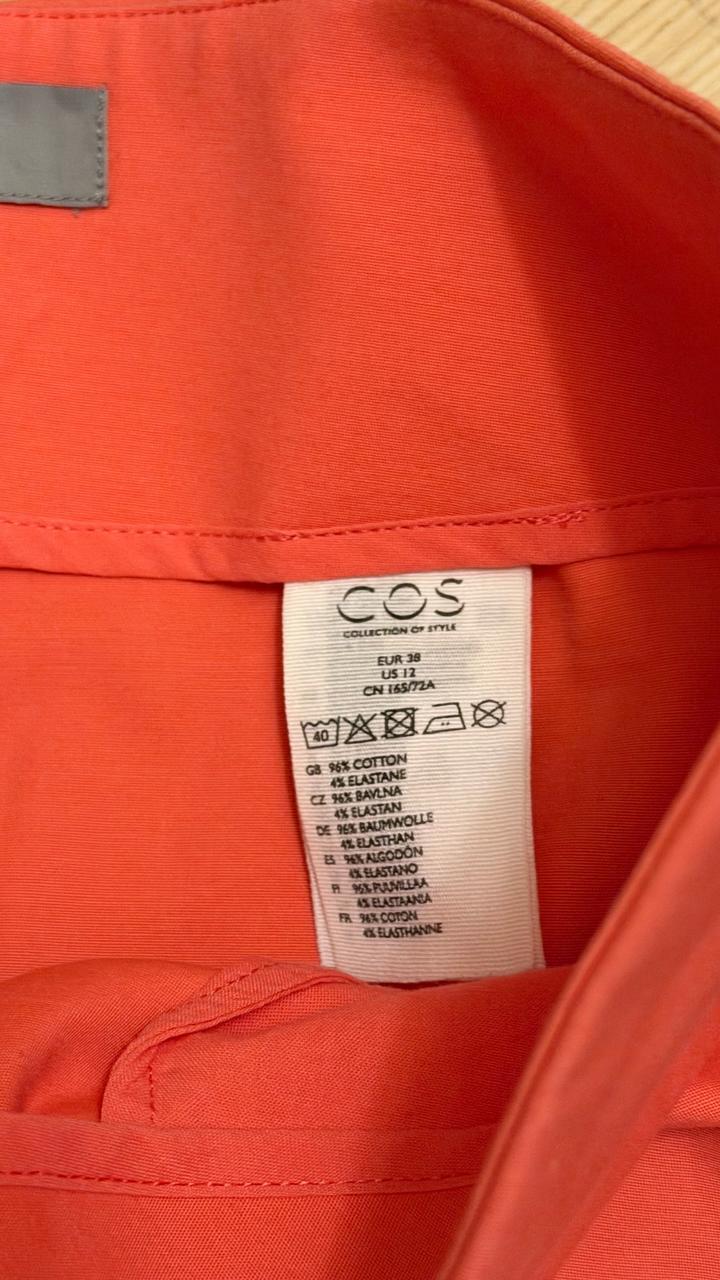 COS
COLLECTION OF STYLE
EUR 38
US 12
CN 165/72A
40
GB 96% COTTON
4% ELASTANE
CZ 96% BAVLNA
4% ELASTAN
DE 96% BAUMWOLLE
4% ELASTHAN
ES 96% ALGODÓN
4% ELASTANO
FI 96% PUUVILLAA
4% ELASTAANIA
FR 96% COTON
4% ELASTHANNE